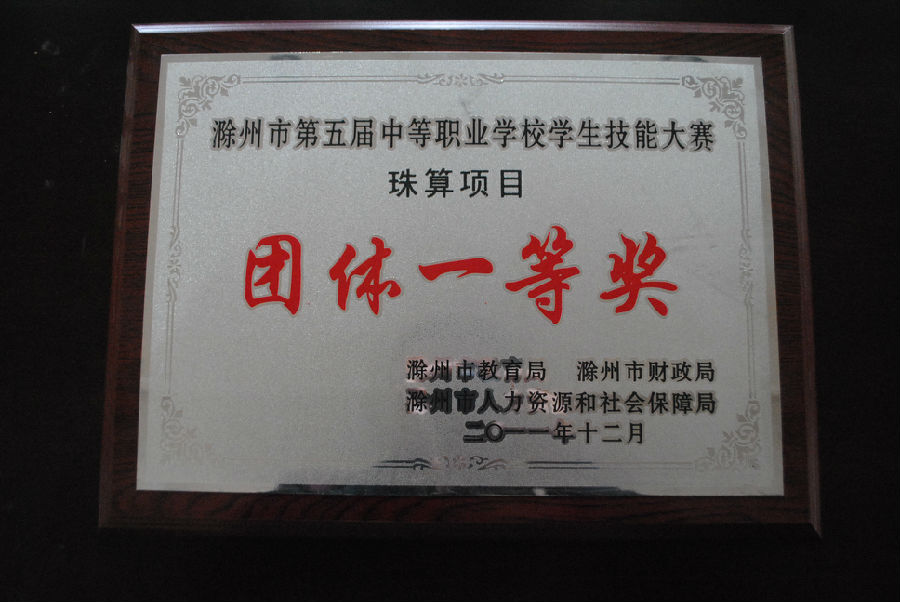 滁州市第五届中等职业学校学生技能大赛
珠算项目
团体一等奖
滁州市教育局 滁州市财政局
滁州市人力资源和社会保障局
二〇一一年十二月